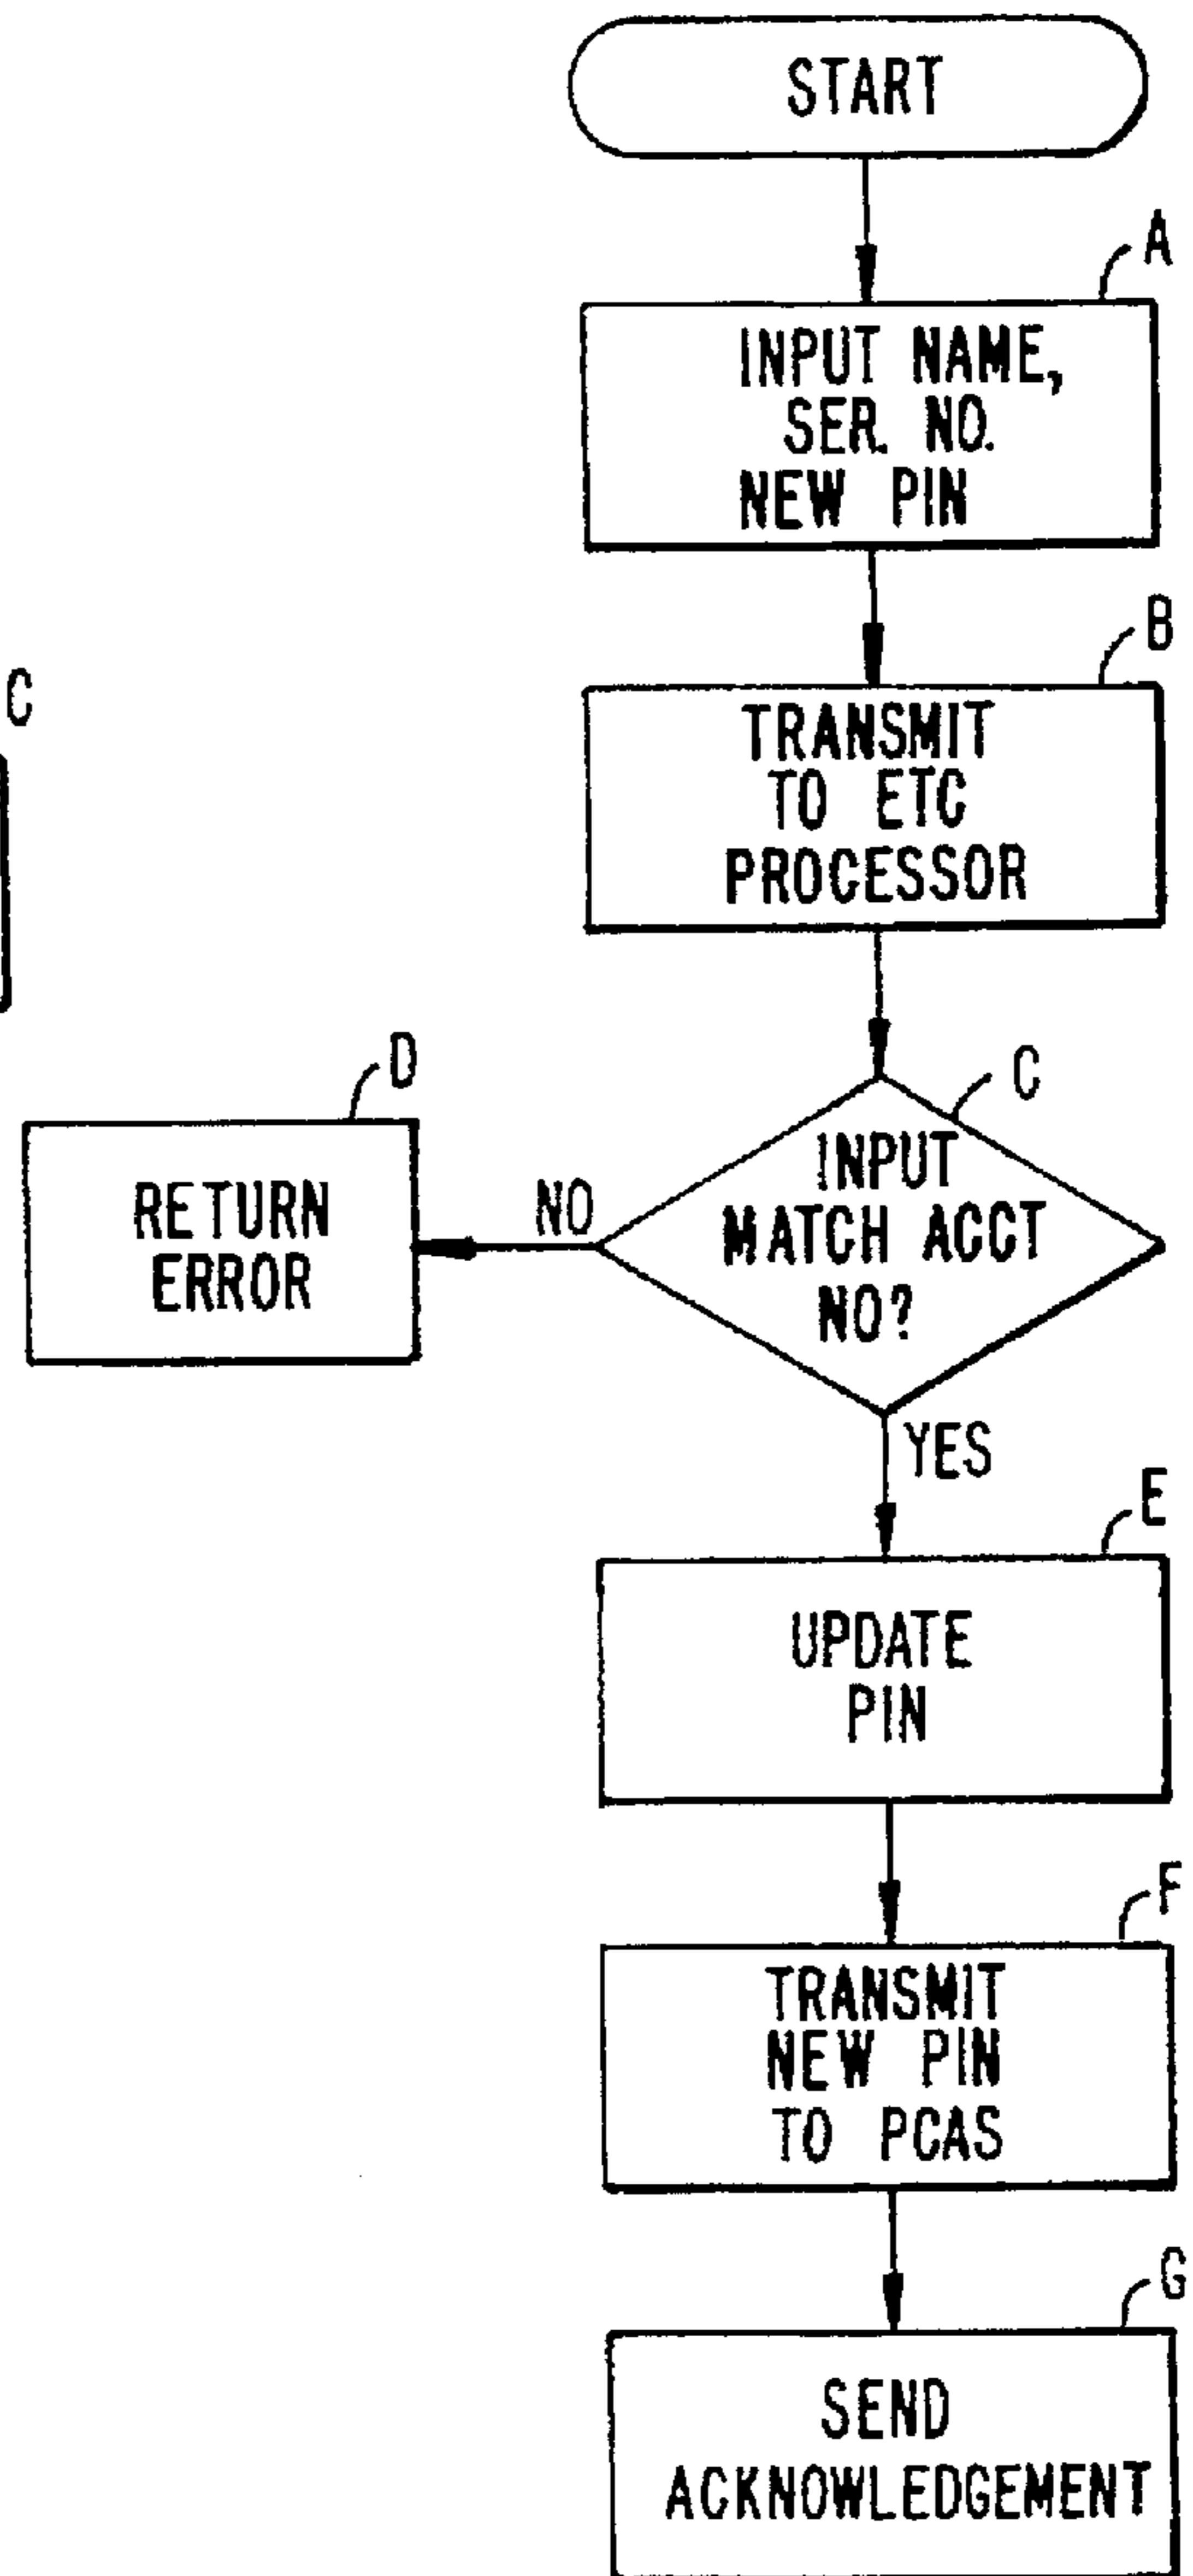 START
A
INPUT NAME,
SER. NO.
NEW PIN
B
TRANSMIT
TO ETC
PROCESSOR
C
C
INPUT
MATCH ACCT
NO?
NO
D
RETURN
ERROR
YES
E
UPDATE
PIN
F
TRANSMIT
NEW PIN
TO PCAS
G
SEND
ACKNOWLEDGEMENT